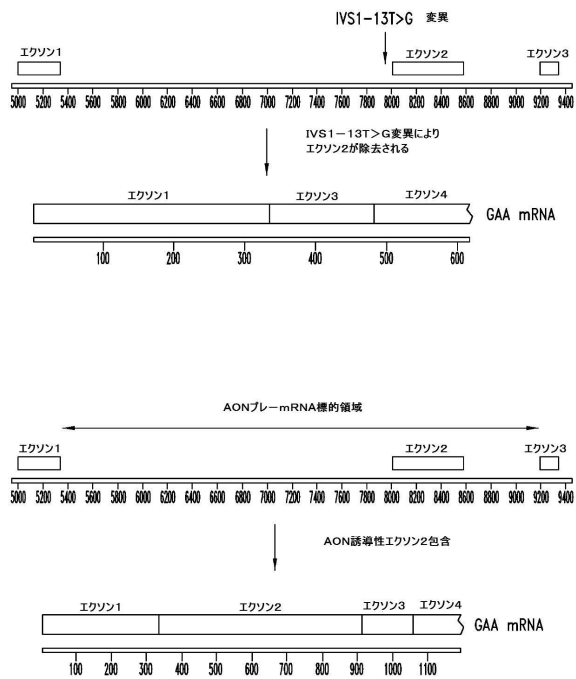 IVS1-13T>G 変異
エクソン1 エクソン2 エクソン3
5000 5200 5400 5600 5800 6000 6200 6400 6600 6800 7000 7200 7400 7600 7800 8000 8200 8400 8600 8800 9000 9200 9400
IVS1-13T>G変異により
エクソン2が除去される
エクソン1 エクソン3 エクソン4
GAA mRNA
100 200 300 400 500 600
AONプレーmRNA標的領域
エクソン1 エクソン2 エクソン3
5000 5200 5400 5600 5800 6000 6200 6400 6600 6800 7000 7200 7400 7600 7800 8000 8200 8400 8600 8800 9000 9200 9400
AON誘導性エクソン2包含
エクソン1 エクソン2 エクソン3 エクソン4
GAA mRNA
100 200 300 400 500 600 700 800 900 1000 1100